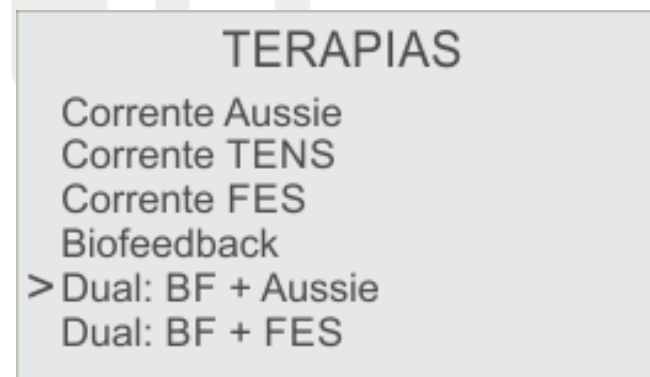 TERAPIAS
Corrente Aussie
Corrente TENS
Corrente FES
Biofeedback
> Dual: BF + Aussie
Dual: BF + FES